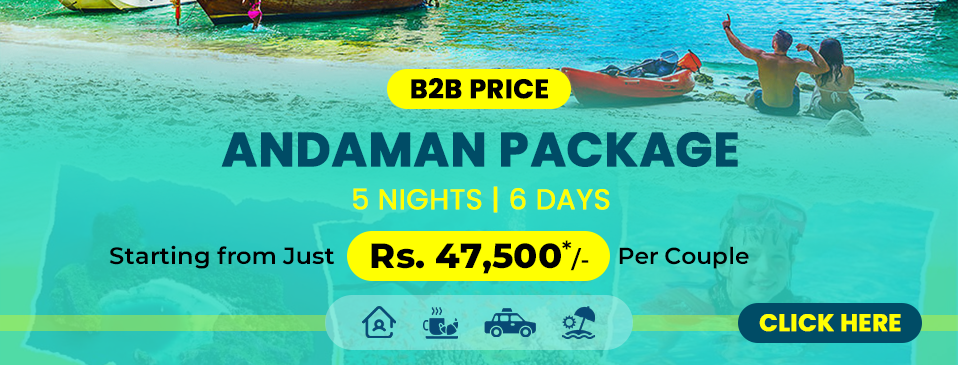 B2B PRICE
ANDAMAN PACKAGE
5 NIGHTS | 6 DAYS
Starting from Just Rs. 47,500*/- Per Couple
CLICK HERE